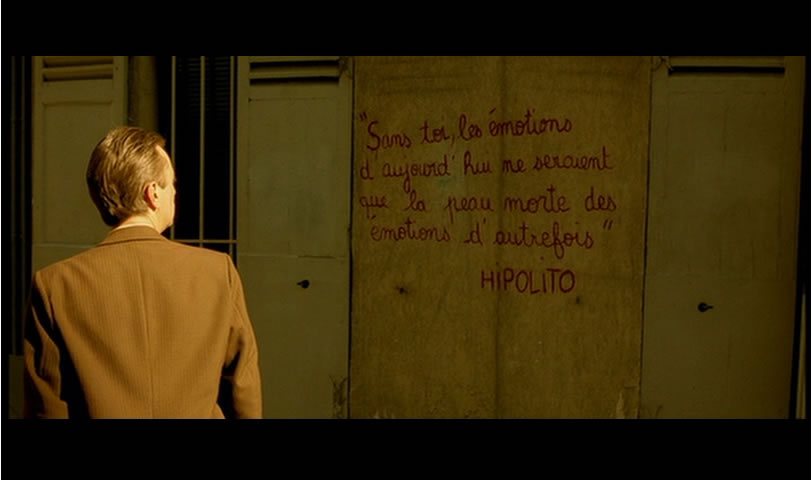 "Sans toi, les émotions
d'aujourd'hui ne seraient
que la peau morte des
émotions d'autrefois"
HiPOLiTO